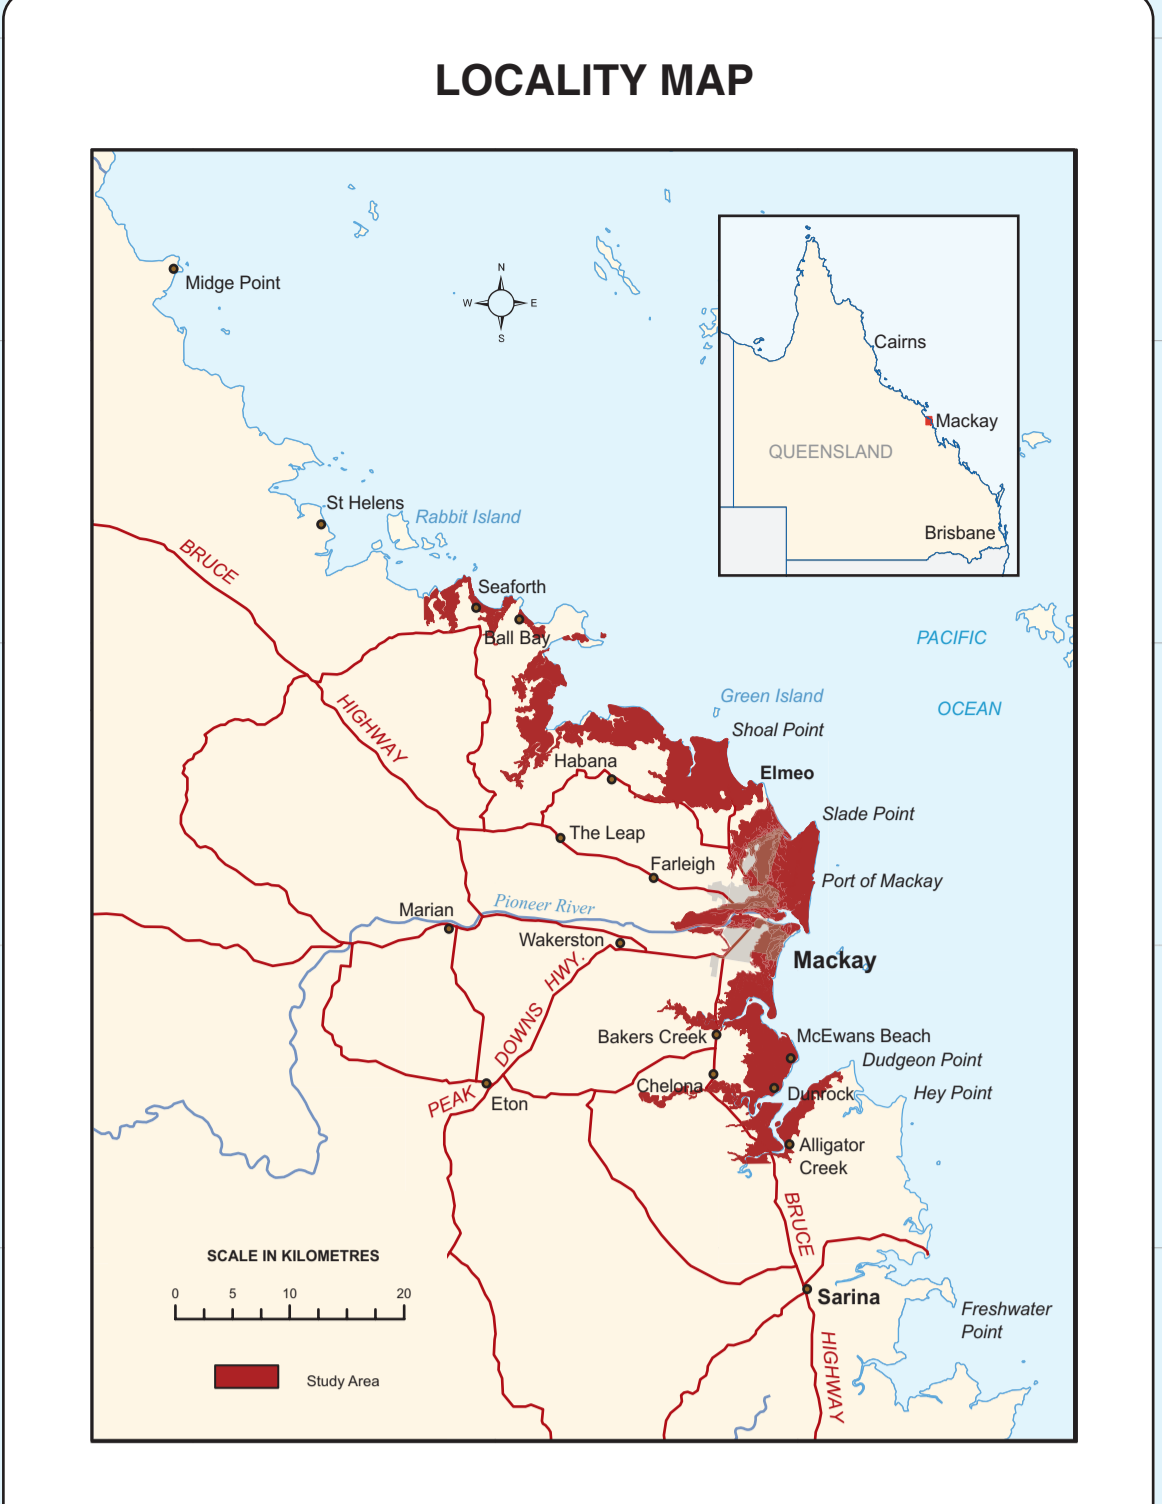 LOCALITY MAP
Midge Point
N
W
E
S
Cairns
Mackay
QUEENSLAND
Brisbane
St Helens
Rabbit Island
BRUCE
Seaforth
Ball Bay
PACIFIC
OCEAN
Green Island
Shoal Point
HIGHWAY
Habana
Elmeo
Slade Point
The Leap
Farleigh
Port of Mackay
Marian
Pioneer River
Wakerston
Mackay
HWY.
DOWNS
PEAK
Bakers Creek
McEwans Beach
Dudgeon Point
Chelona
Dunrock
Hey Point
Eton
Alligator
Creek
BRUCE
SCALE IN KILOMETRES
0 5 10 20
Sarina
Freshwater
Point
HIGHWAY
Study Area